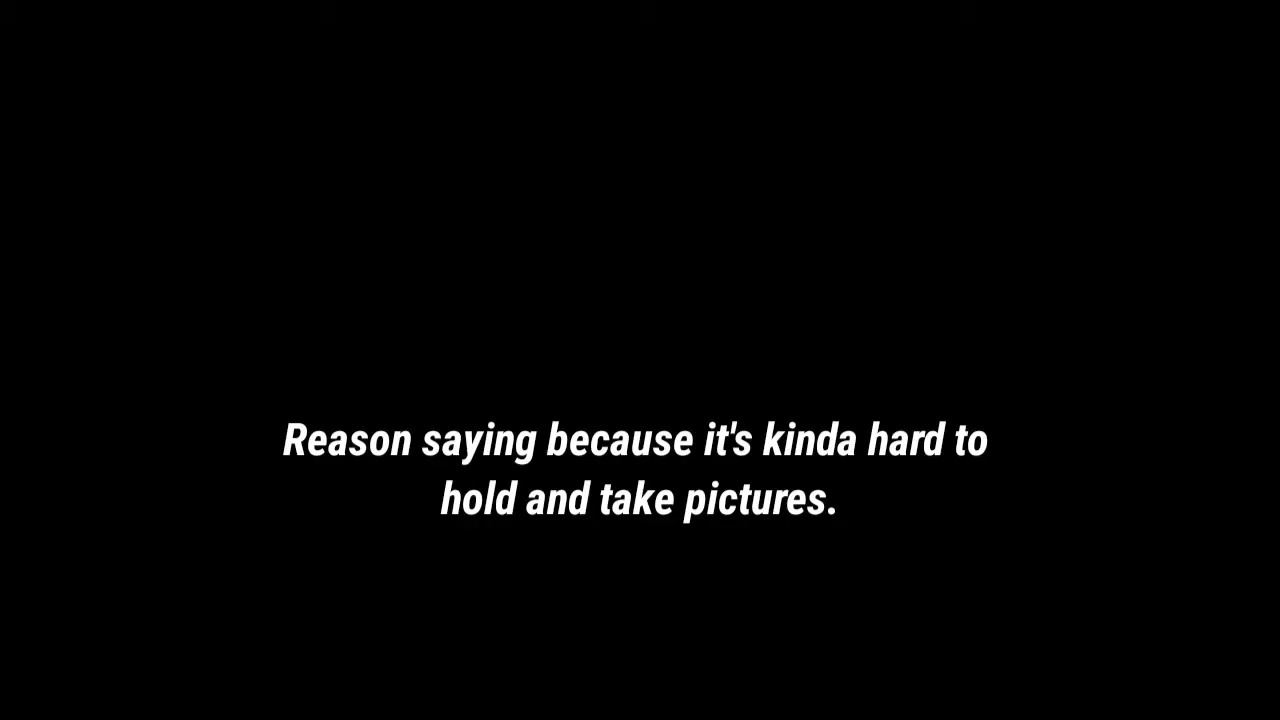 Reason saying because it's kinda hard to
hold and take pictures.